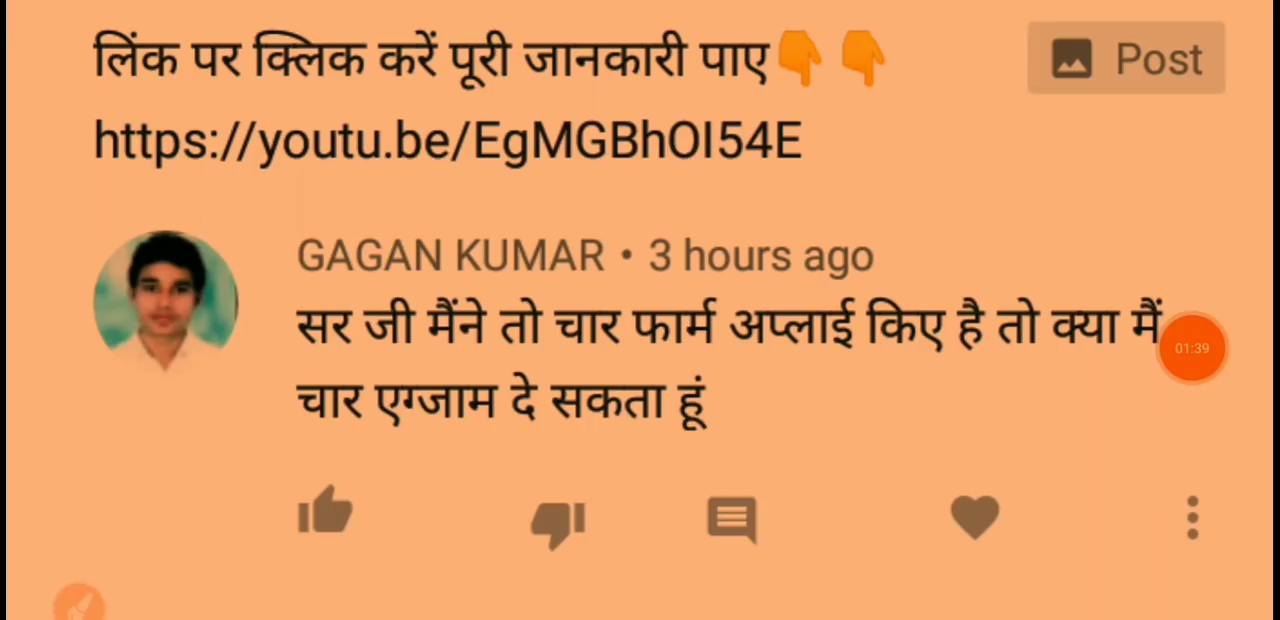 लिंक पर क्लिक करें पूरी जानकारी पाए👇👇
Post
https://youtu.be/EgMGBhOI54E
GAGAN KUMAR • 3 hours ago
सर जी मैंने तो चार फार्म अप्लाई किए है तो क्या मैं
01:39
चार एग्जाम दे सकता हूं